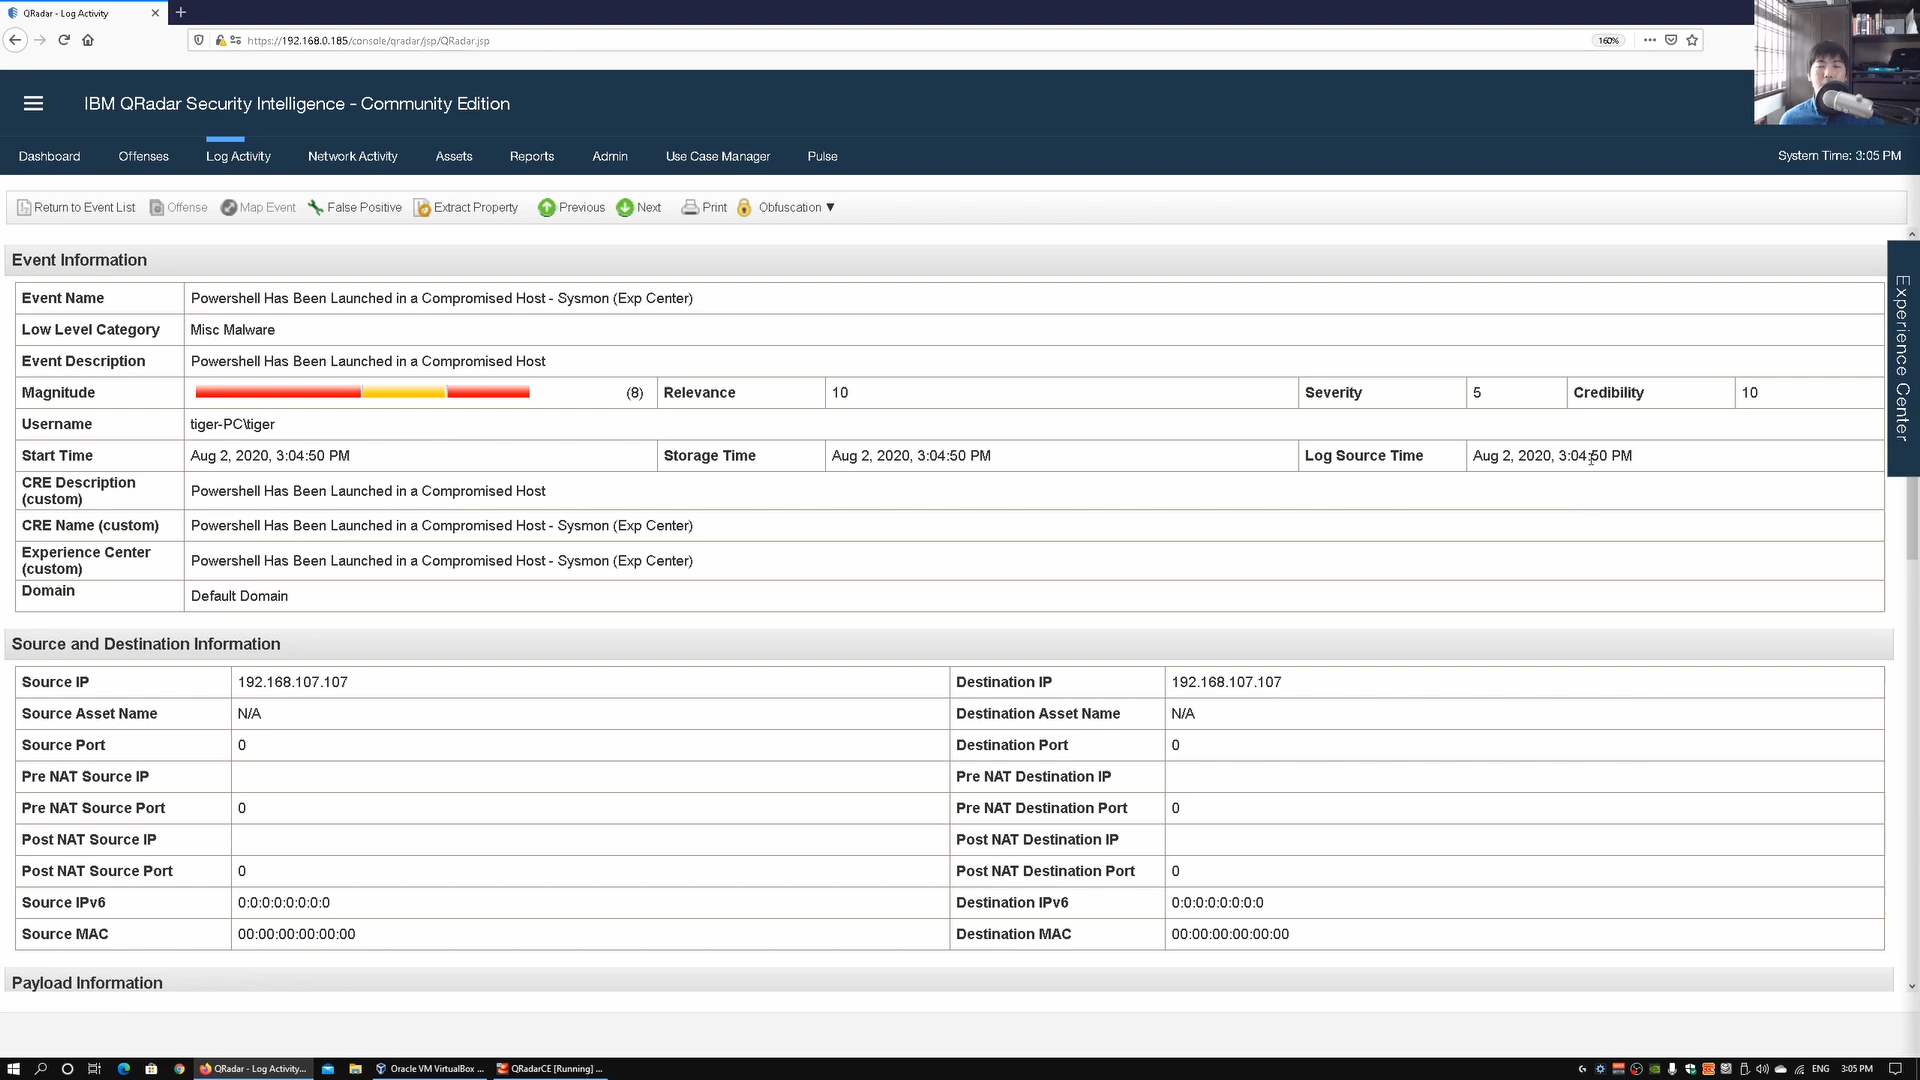 QRadar - Log Activity
https://192.168.0.185/console/qradar/jsp/QRadar.jsp
160%
IBM QRadar Security Intelligence - Community Edition
Dashboard Offenses Log Activity Network Activity Assets Reports Admin Use Case Manager Pulse System Time: 3:05 PM
Return to Event List Offense Map Event False Positive Extract Property Previous Next Print Obfuscation ▼
Experience Center
Event Information
Event Name Powershell Has Been Launched in a Compromised Host - Sysmon (Exp Center)
Low Level Category Misc Malware
Event Description Powershell Has Been Launched in a Compromised Host
Magnitude (8) Relevance 10 Severity 5 Credibility 10
Username tiger-PC\tiger
Start Time Aug 2, 2020, 3:04:50 PM Storage Time Aug 2, 2020, 3:04:50 PM Log Source Time Aug 2, 2020, 3:04:50 PM
CRE Description (custom) Powershell Has Been Launched in a Compromised Host
CRE Name (custom) Powershell Has Been Launched in a Compromised Host - Sysmon (Exp Center)
Experience Center (custom) Powershell Has Been Launched in a Compromised Host - Sysmon (Exp Center)
Domain Default Domain
Source and Destination Information
Source IP 192.168.107.107 Destination IP 192.168.107.107
Source Asset Name N/A Destination Asset Name N/A
Source Port 0 Destination Port 0
Pre NAT Source IP Pre NAT Destination IP
Pre NAT Source Port 0 Pre NAT Destination Port 0
Post NAT Source IP Post NAT Destination IP
Post NAT Source Port 0 Post NAT Destination Port 0
Source IPv6 0:0:0:0:0:0:0:0 Destination IPv6 0:0:0:0:0:0:0:0
Source MAC 00:00:00:00:00:00 Destination MAC 00:00:00:00:00:00
Payload Information
QRadar - Log Activity... Oracle VM VirtualBox ... QRadarCE [Running] ... ENG 3:05 PM